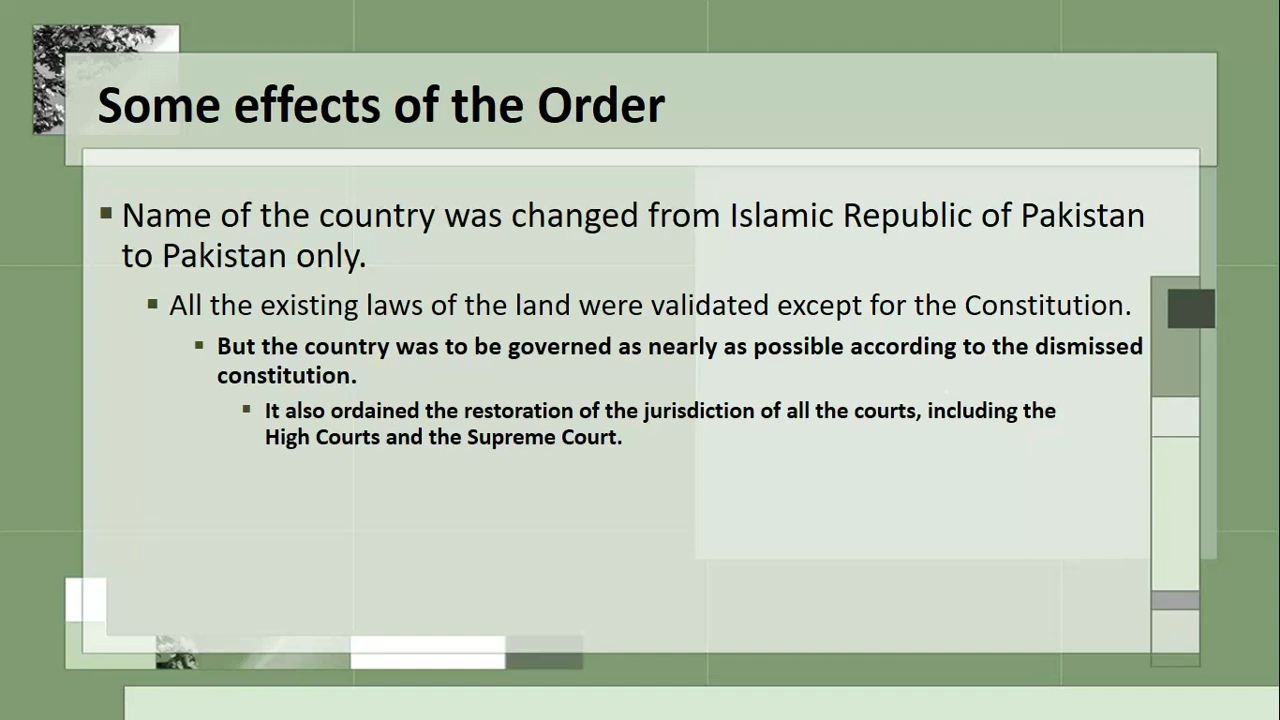 Some effects of the Order
Name of the country was changed from Islamic Republic of Pakistan
to Pakistan only.
All the existing laws of the land were validated except for the Constitution.
But the country was to be governed as nearly as possible according to the dismissed
constitution.
It also ordained the restoration of the jurisdiction of all the courts, including the
High Courts and the Supreme Court.